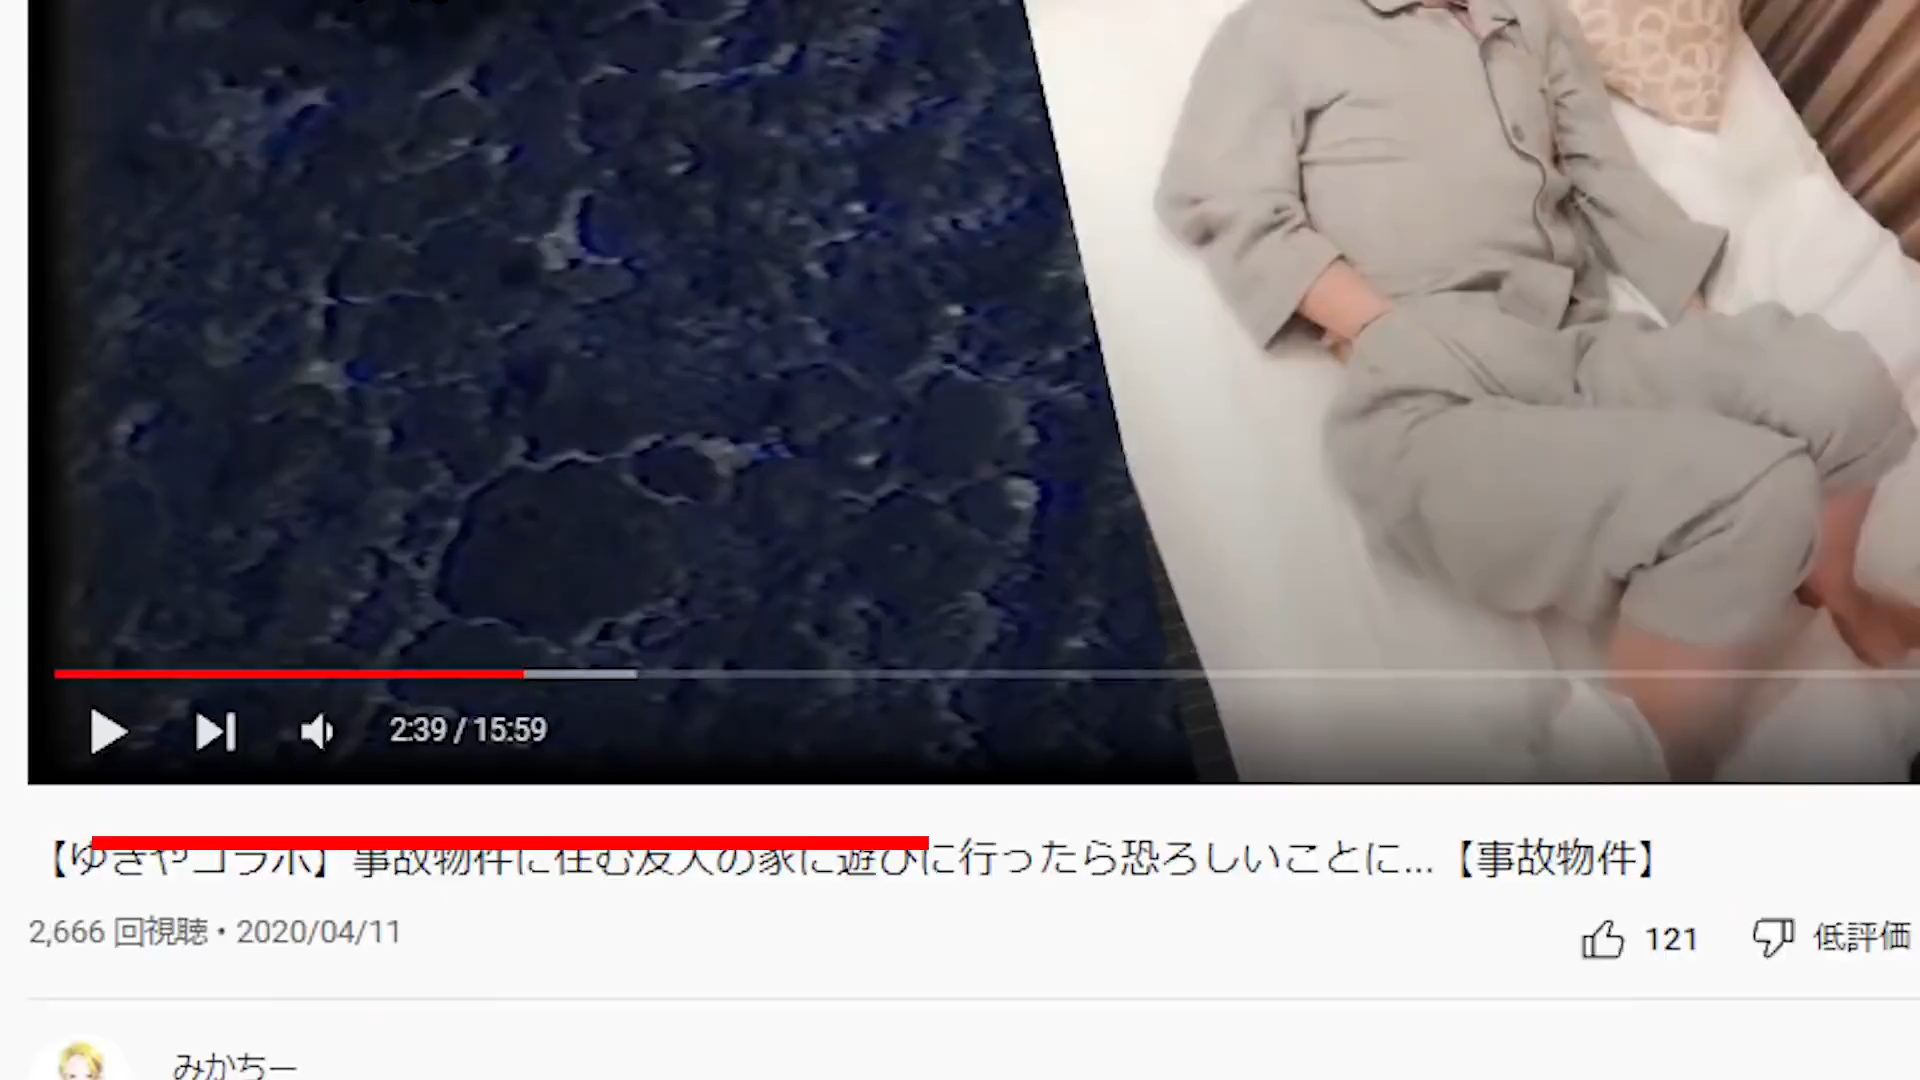 2:39 / 15:59
【ゆきやコラボ】事故物件に住む友人の家に遊びに行ったら恐ろしいことに...【事故物件】
2,666 回視聴・2020/04/11
121 低評価
みかちー